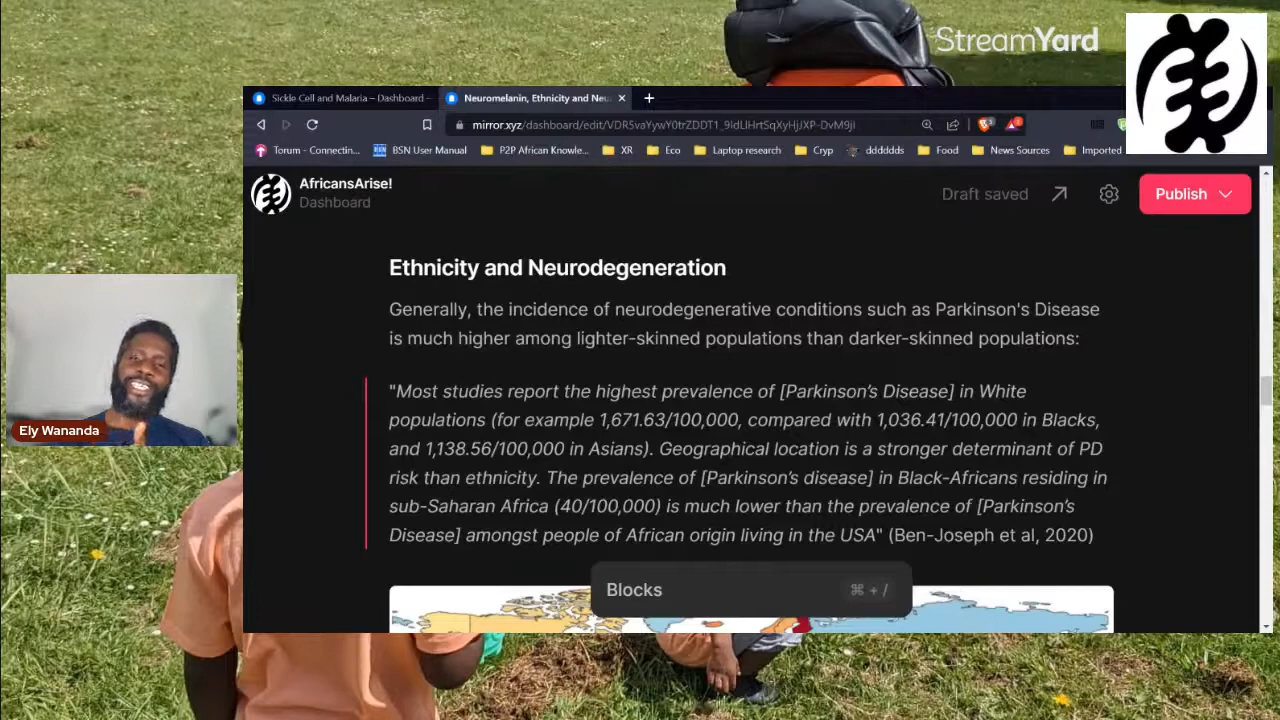 StreamYard
Sickle Cell and Malaria – Dashboard -
Neuromelanin, Ethnicity and Neu
mirror.xyz/dashboard/edit/
Torum - Connectin...
BSN User Manual
P2P African Knowle...
XR
Eco
Laptop research
Cryp
dddddds
Food
News Sources
Imported
AfricansArise!
Dashboard
Draft saved
Publish
Ethnicity and Neurodegeneration
Generally, the incidence of neurodegenerative conditions such as Parkinson's Disease
is much higher among lighter-skinned populations than darker-skinned populations:
"Most studies report the highest prevalence of [Parkinson's Disease] in White
populations (for example 1,671.63/100,000, compared with 1,036.41/100,000 in Blacks,
and 1,138.56/100,000 in Asians). Geographical location is a stronger determinant of PD
risk than ethnicity. The prevalence of [Parkinson's disease] in Black-Africans residing in
sub-Saharan Africa (40/100,000) is much lower than the prevalence of [Parkinson's
Disease] amongst people of African origin living in the USA" (Ben-Joseph et al, 2020)
Blocks
⌘ + /
Ely Wananda